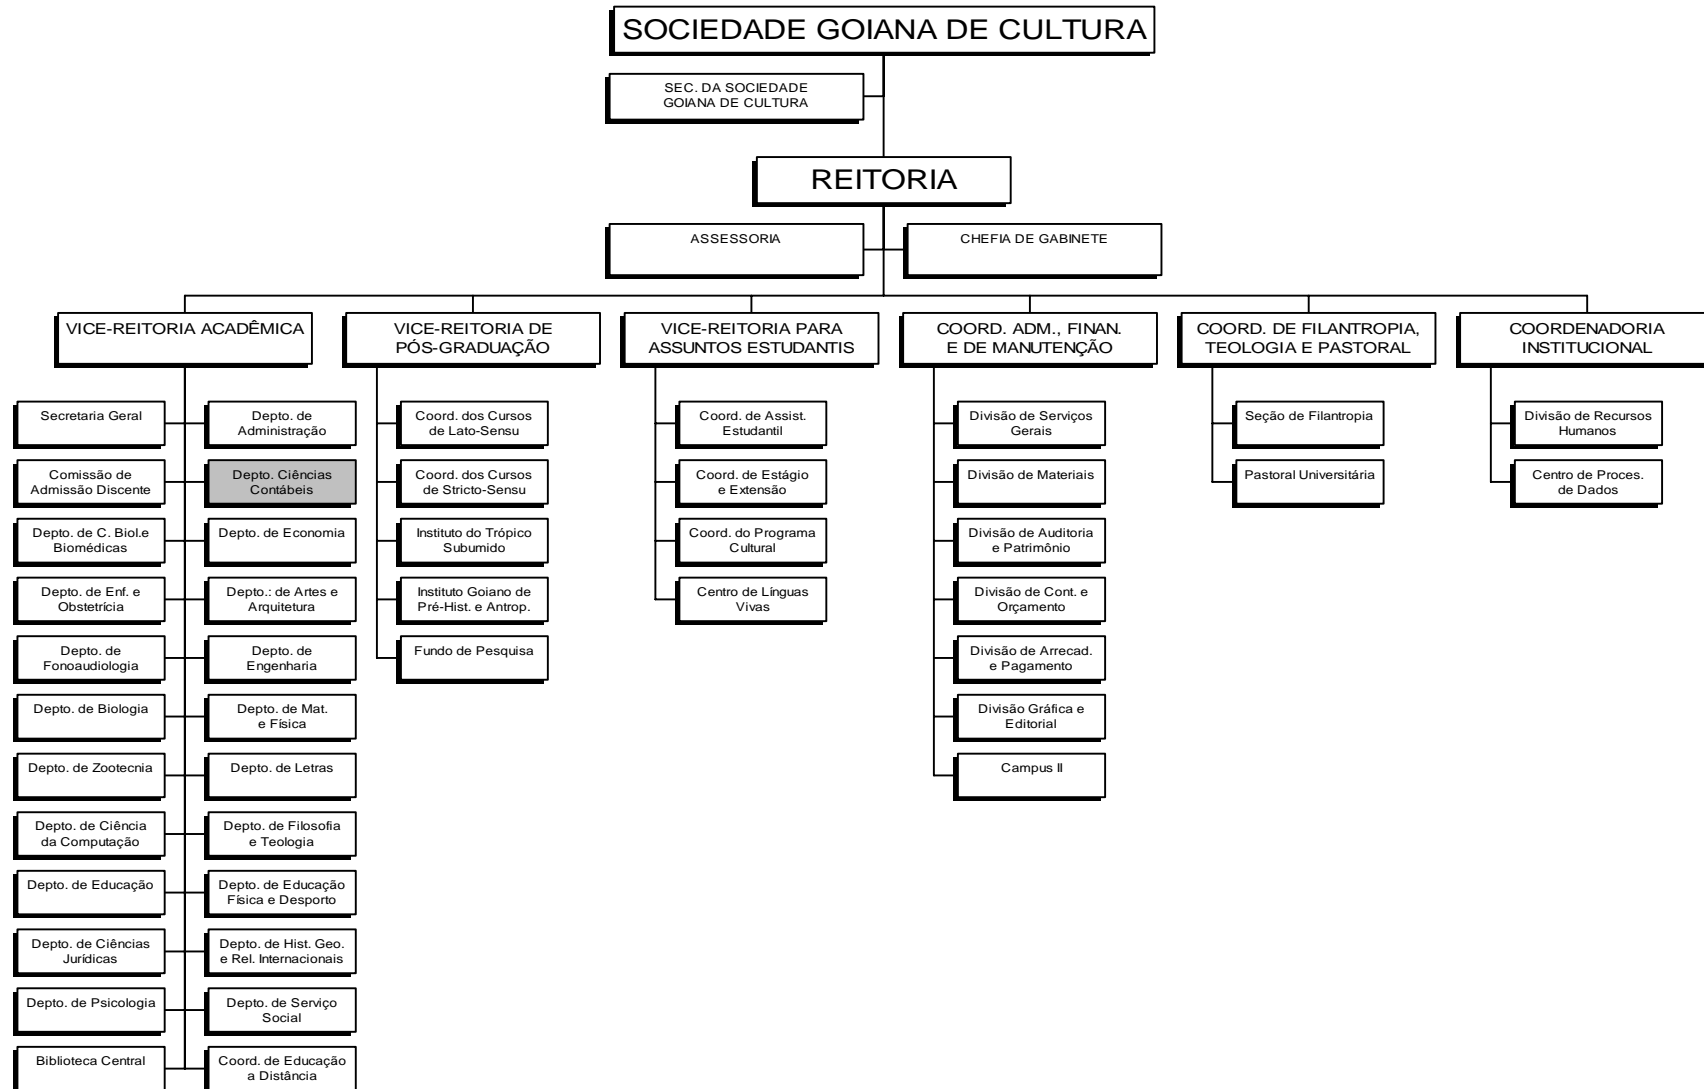 SOCIEDADE GOIANA DE CULTURA
SEC. DA SOCIEDADE
GOIANA DE CULTURA
REITORIA
ASSESSORIA
CHEFIA DE GABINETE
VICE-REITORIA ACADÊMICA
VICE-REITORIA DE
PÓS-GRADUAÇÃO
VICE-REITORIA PARA
ASSUNTOS ESTUDANTIS
COORD. ADM., FINAN.
E DE MANUTENÇÃO
COORD. DE FILANTROPIA,
TEOLOGIA E PASTORAL
COORDENADORIA
INSTITUCIONAL
Secretaria Geral
Depto. de
Administração
Comissão de
Admissão Discente
Depto. Ciências
Contábeis
Depto. de C. Biol.e
Biomédicas
Depto. de Economia
Depto. de Enf. e
Obstetrícia
Depto.: de Artes e
Arquitetura
Depto. de
Fonoaudiologia
Depto. de
Engenharia
Depto. de Biologia
Depto. de Mat.
e Física
Depto. de Zootecnia
Depto. de Letras
Depto. de Ciência
da Computação
Depto. de Filosofia
e Teologia
Depto. de Educação
Depto. de Educação
Física e Desporto
Depto. de Ciências
Jurídicas
Depto. de Hist. Geo.
e Rel. Internacionais
Depto. de Psicologia
Depto. de Serviço
Social
Biblioteca Central
Coord. de Educação
a Distância
Coord. dos Cursos
de Lato-Sensu
Coord. dos Cursos
de Stricto-Sensu
Instituto do Trópico
Subumido
Instituto Goiano de
Pré-Hist. e Antrop.
Fundo de Pesquisa
Coord. de Assist.
Estudantil
Coord. de Estágio
e Extensão
Coord. do Programa
Cultural
Centro de Línguas
Vivas
Divisão de Serviços
Gerais
Divisão de Materiais
Divisão de Auditoria
e Patrimônio
Divisão de Cont. e
Orçamento
Divisão de Arrecad.
e Pagamento
Divisão Gráfica e
Editorial
Campus II
Seção de Filantropia
Pastoral Universitária
Divisão de Recursos
Humanos
Centro de Proces.
de Dados